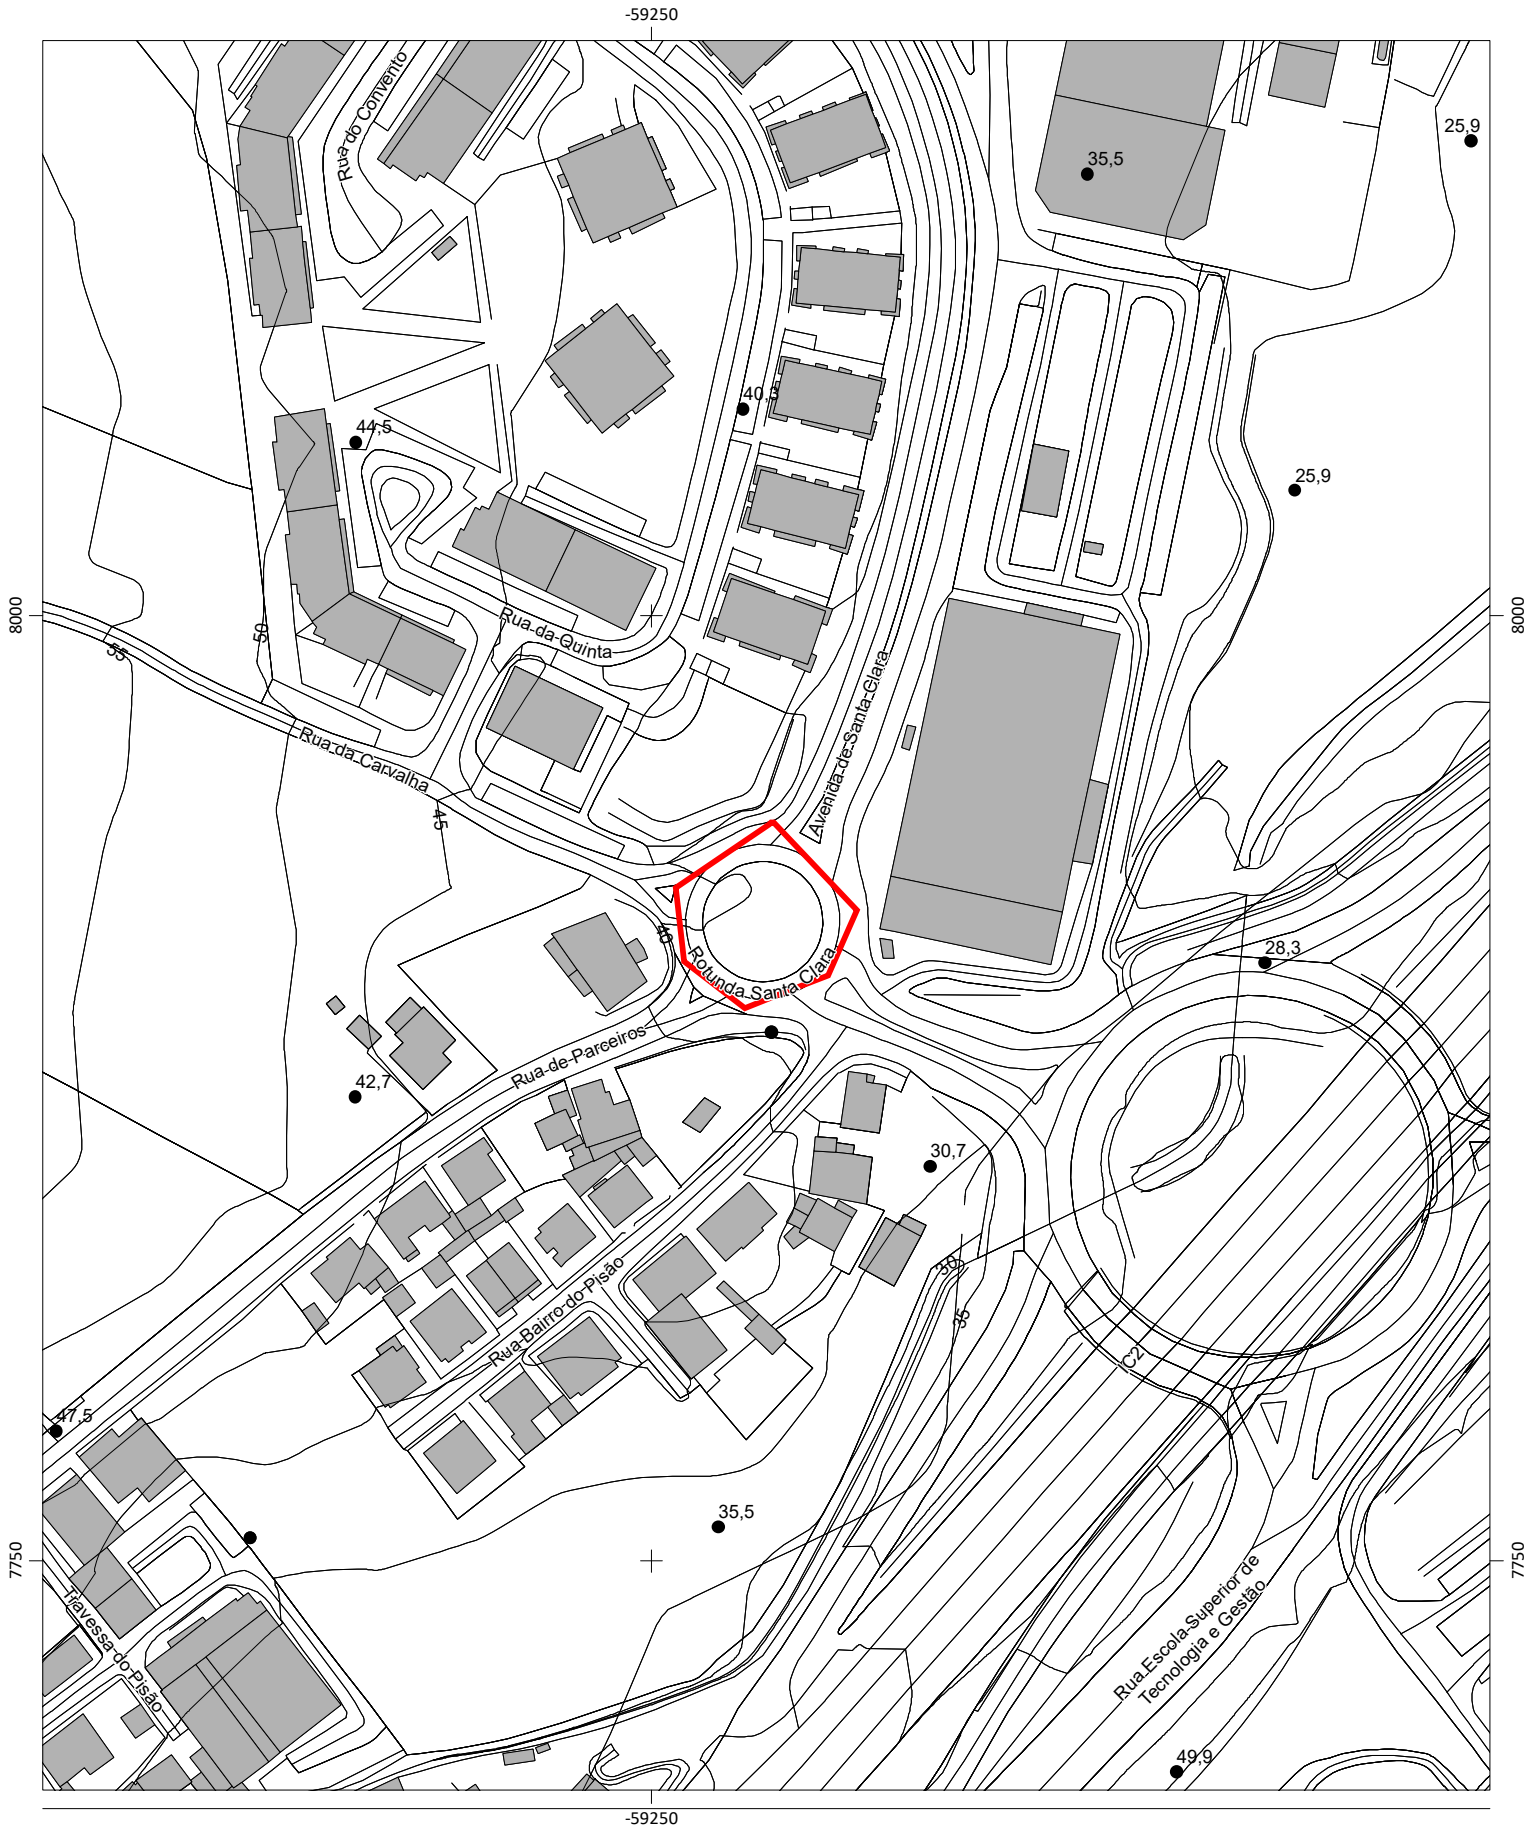 -59250
Rua do Convento
25,9
35,5
40,3
44,5
25,9
8000
8000
50
55
Rua da Quinta
Avenida de Santa Clara
Rua da Carvalha
45
40
Rotunda Santa Clara
28,3
Rua de Parceiros
42,7
30,7
30
35
Rua Bairro do Pisão
C2
47,5
35,5
7750
7750
Rua Escola Superior de
Tecnologia e Gestão
Travessa do Pisão
49,9
-59250